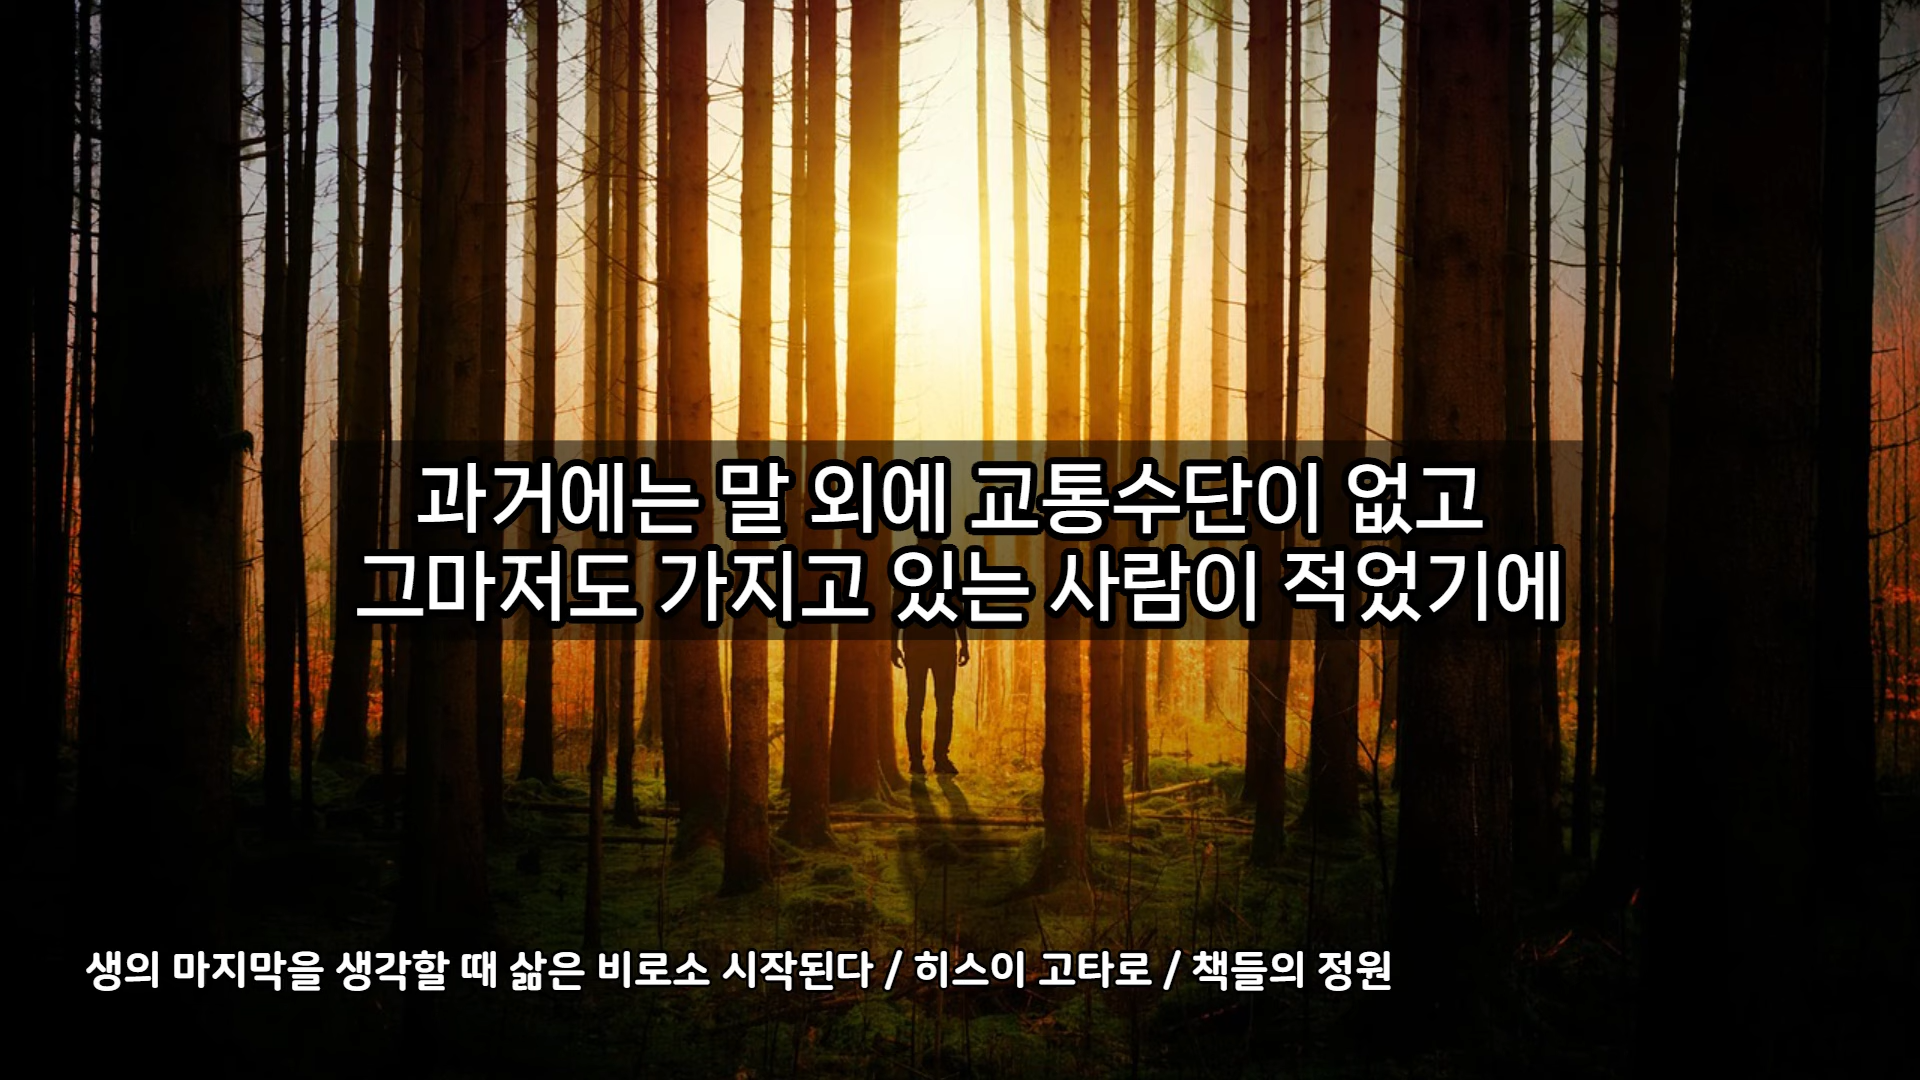 과거에는 말 외에 교통수단이 없고
그마저도 가지고 있는 사람이 적었기에
생의 마지막을 생각할 때 삶은 비로소 시작된다 / 히스이 고타로 / 책들의 정원